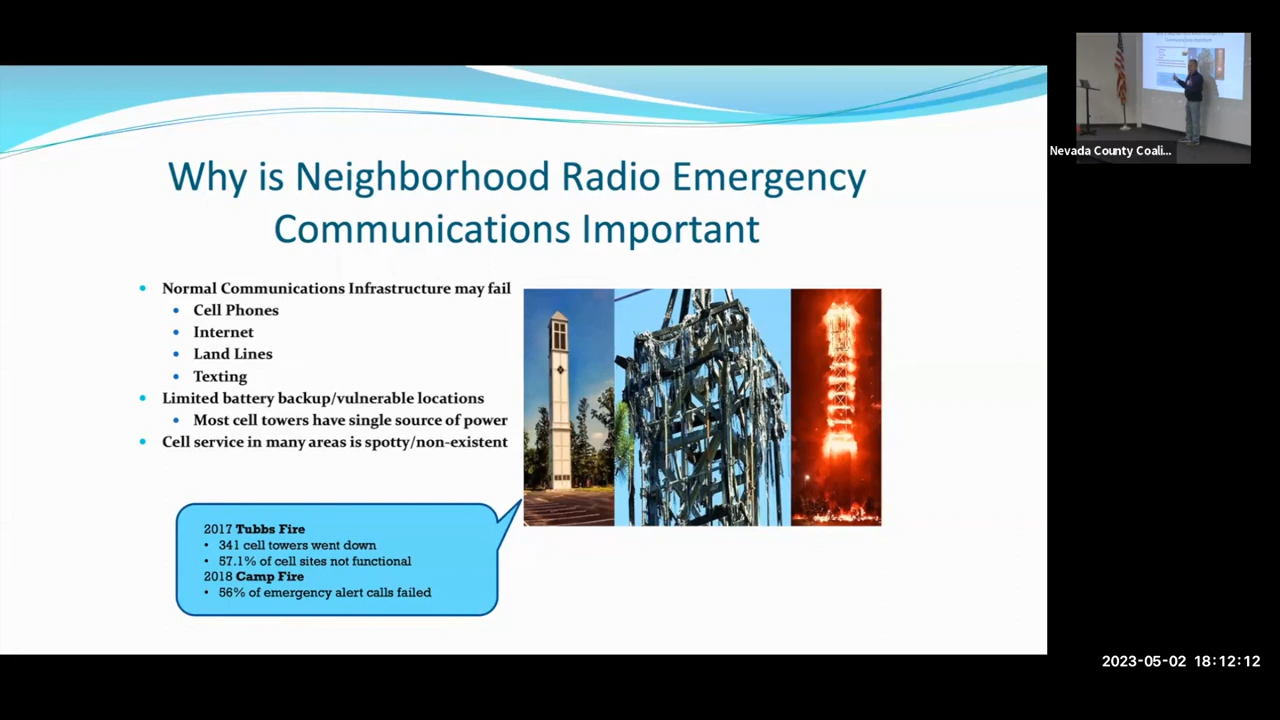 Why is Neighborhood Radio Emergency
Communications Important
• Normal Communications Infrastructure may fail
• Cell Phones
• Internet
• Land Lines
• Texting
• Limited battery backup/vulnerable locations
• Most cell towers have single source of power
• Cell service in many areas is spotty/non-existent
2017 Tubbs Fire
• 341 cell towers went down
• 57.1% of cell sites not functional
2018 Camp Fire
• 56% of emergency alert calls failed
Nevada County Coali...
2023-05-02 18:12:12